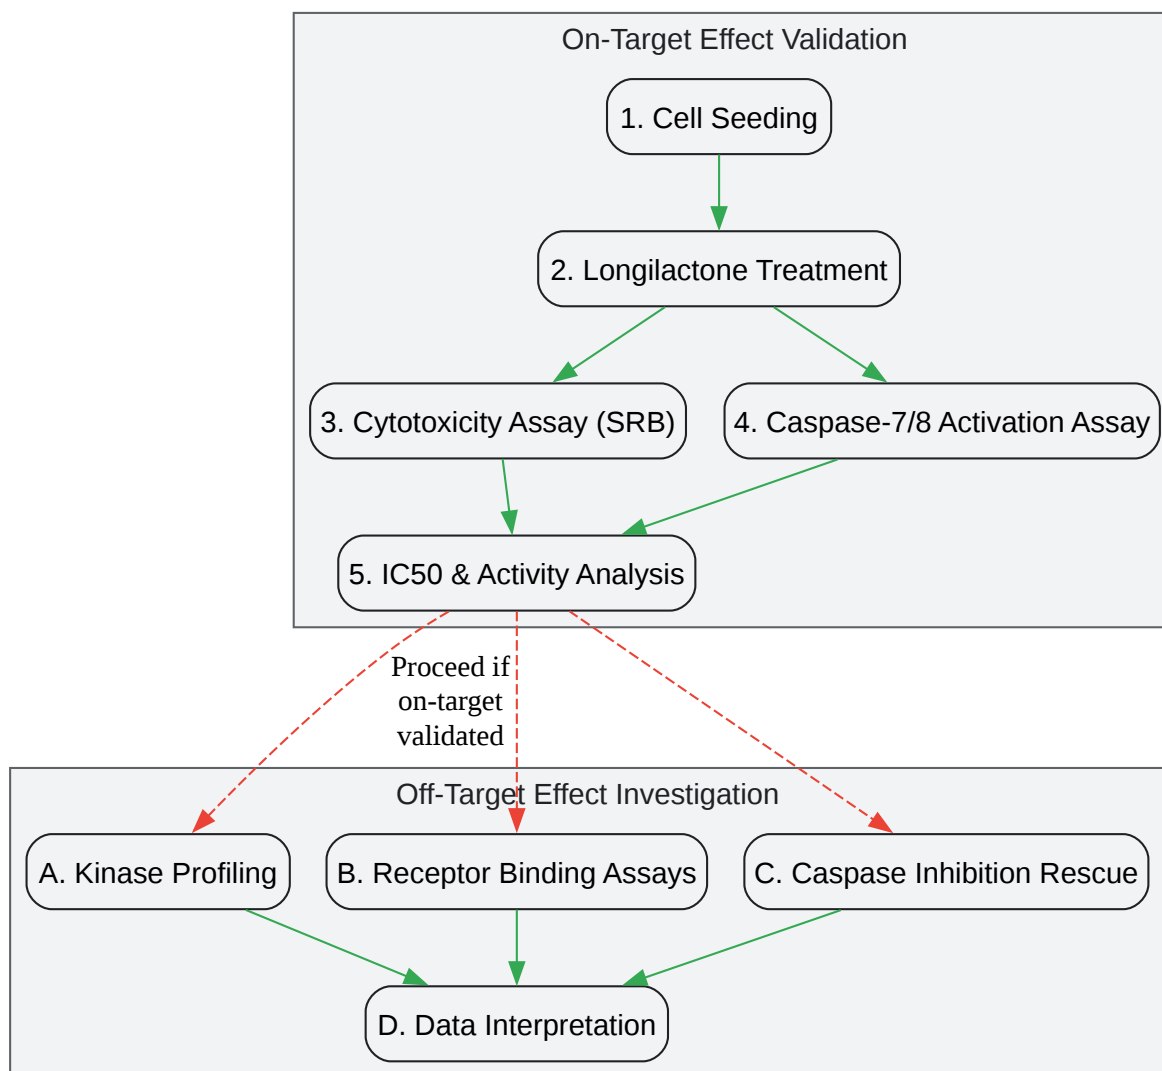 On-Target Effect Validation
1. Cell Seeding
2. Longilactone Treatment
3. Cytotoxicity Assay (SRB)
4. Caspase-7/8 Activation Assay
5. IC50 & Activity Analysis
Proceed if
on-target
validated
Off-Target Effect Investigation
A. Kinase Profiling
B. Receptor Binding Assays
C. Caspase Inhibition Rescue
D. Data Interpretation